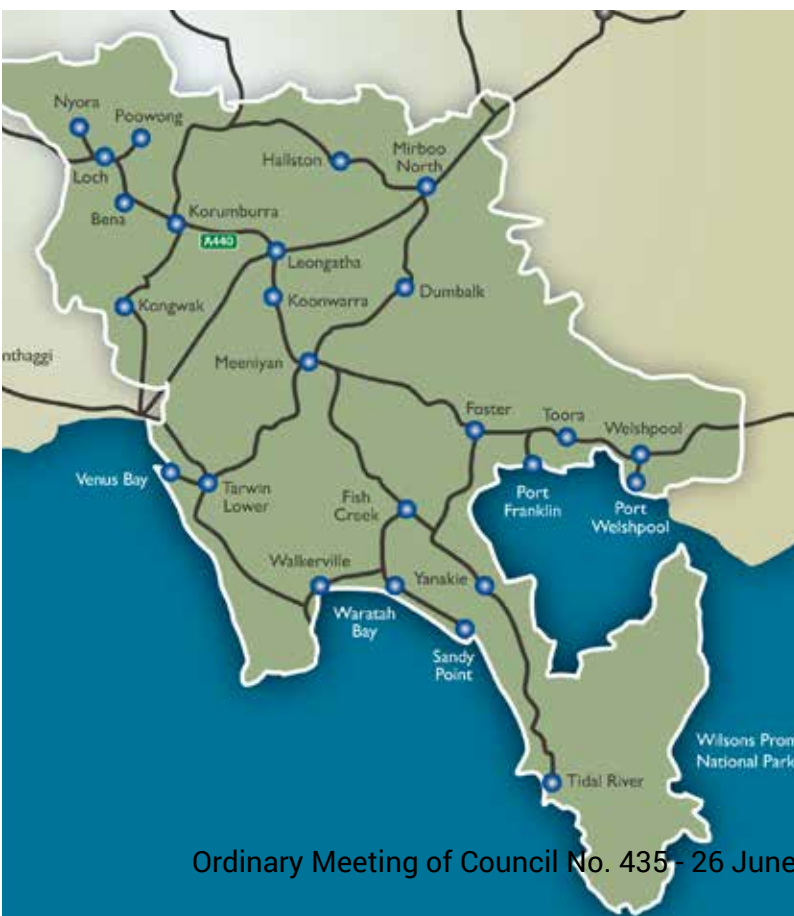 Nyora
Poowong
Loch
Hallston
Mirboo
North
Bena
Korumburra
A440
Leongatha
Kongwak
Koonwarra
Dumbalk
nthaggi
Meeniyan
Foster
Toora
Welshpool
Venus Bay
Tarwin
Lower
Fish
Creek
Port
Franklin
Port
Welshpool
Walkerville
Yanakie
Waratah
Bay
Sandy
Point
Wilsons Prom
National Park
Tidal River
Ordinary Meeting of Council No. 435 - 26 June